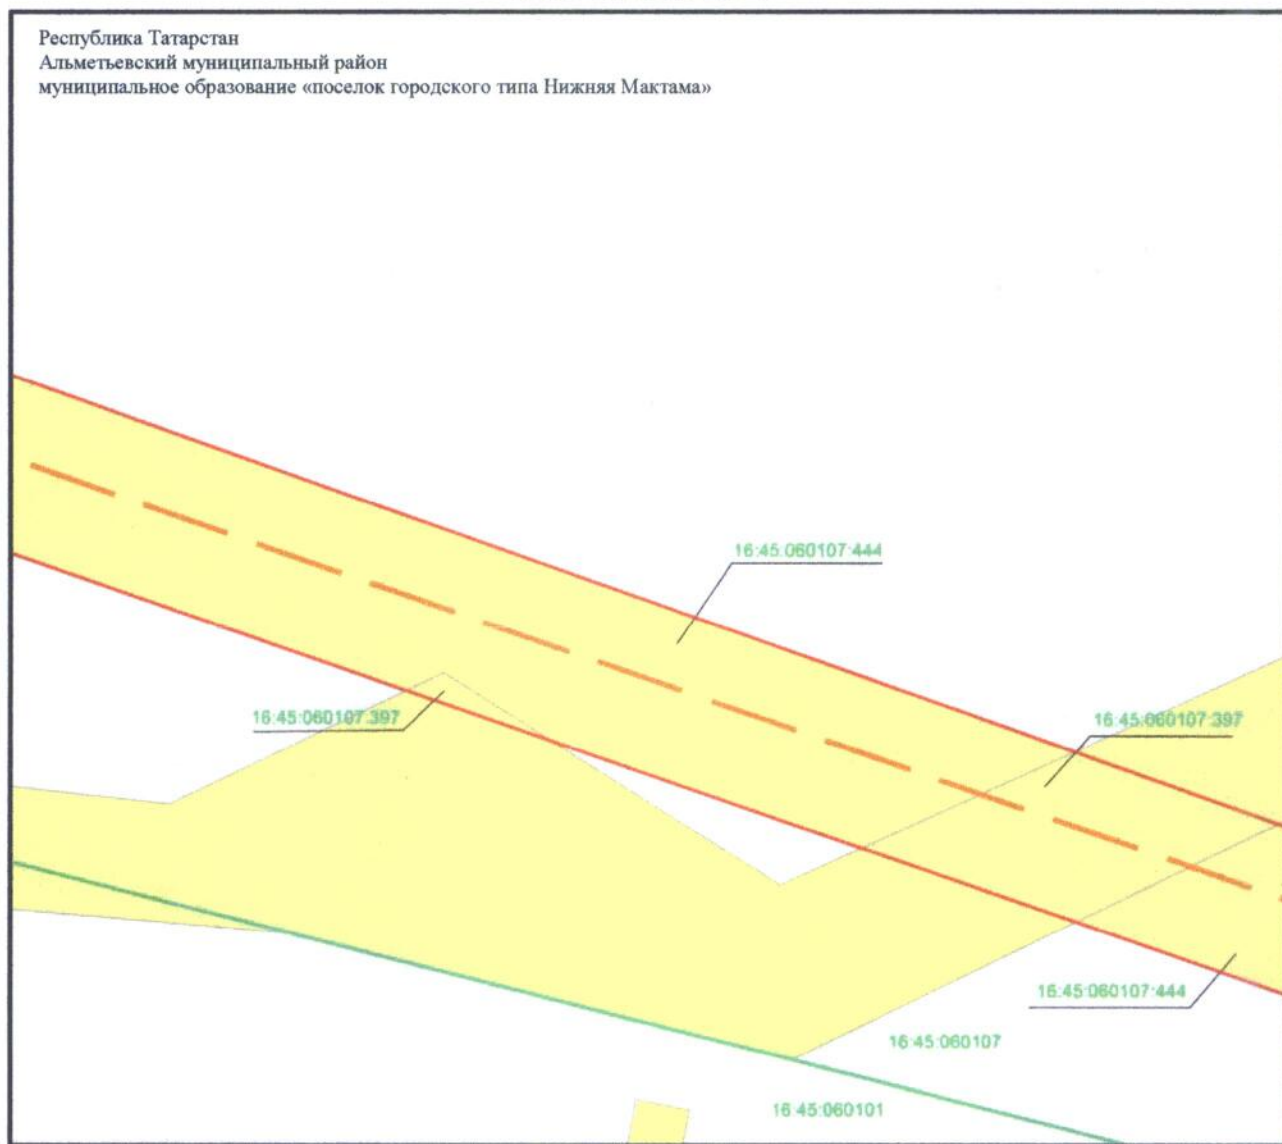 Республика Татарстан
Альметьевский муниципальный район
муниципальное образование «поселок городского типа Нижняя Мактама»
16:45:060107:444
16:45:060107:397
16:45:060107:397
16:45:060107:444
16:45:060107
16:45:060101